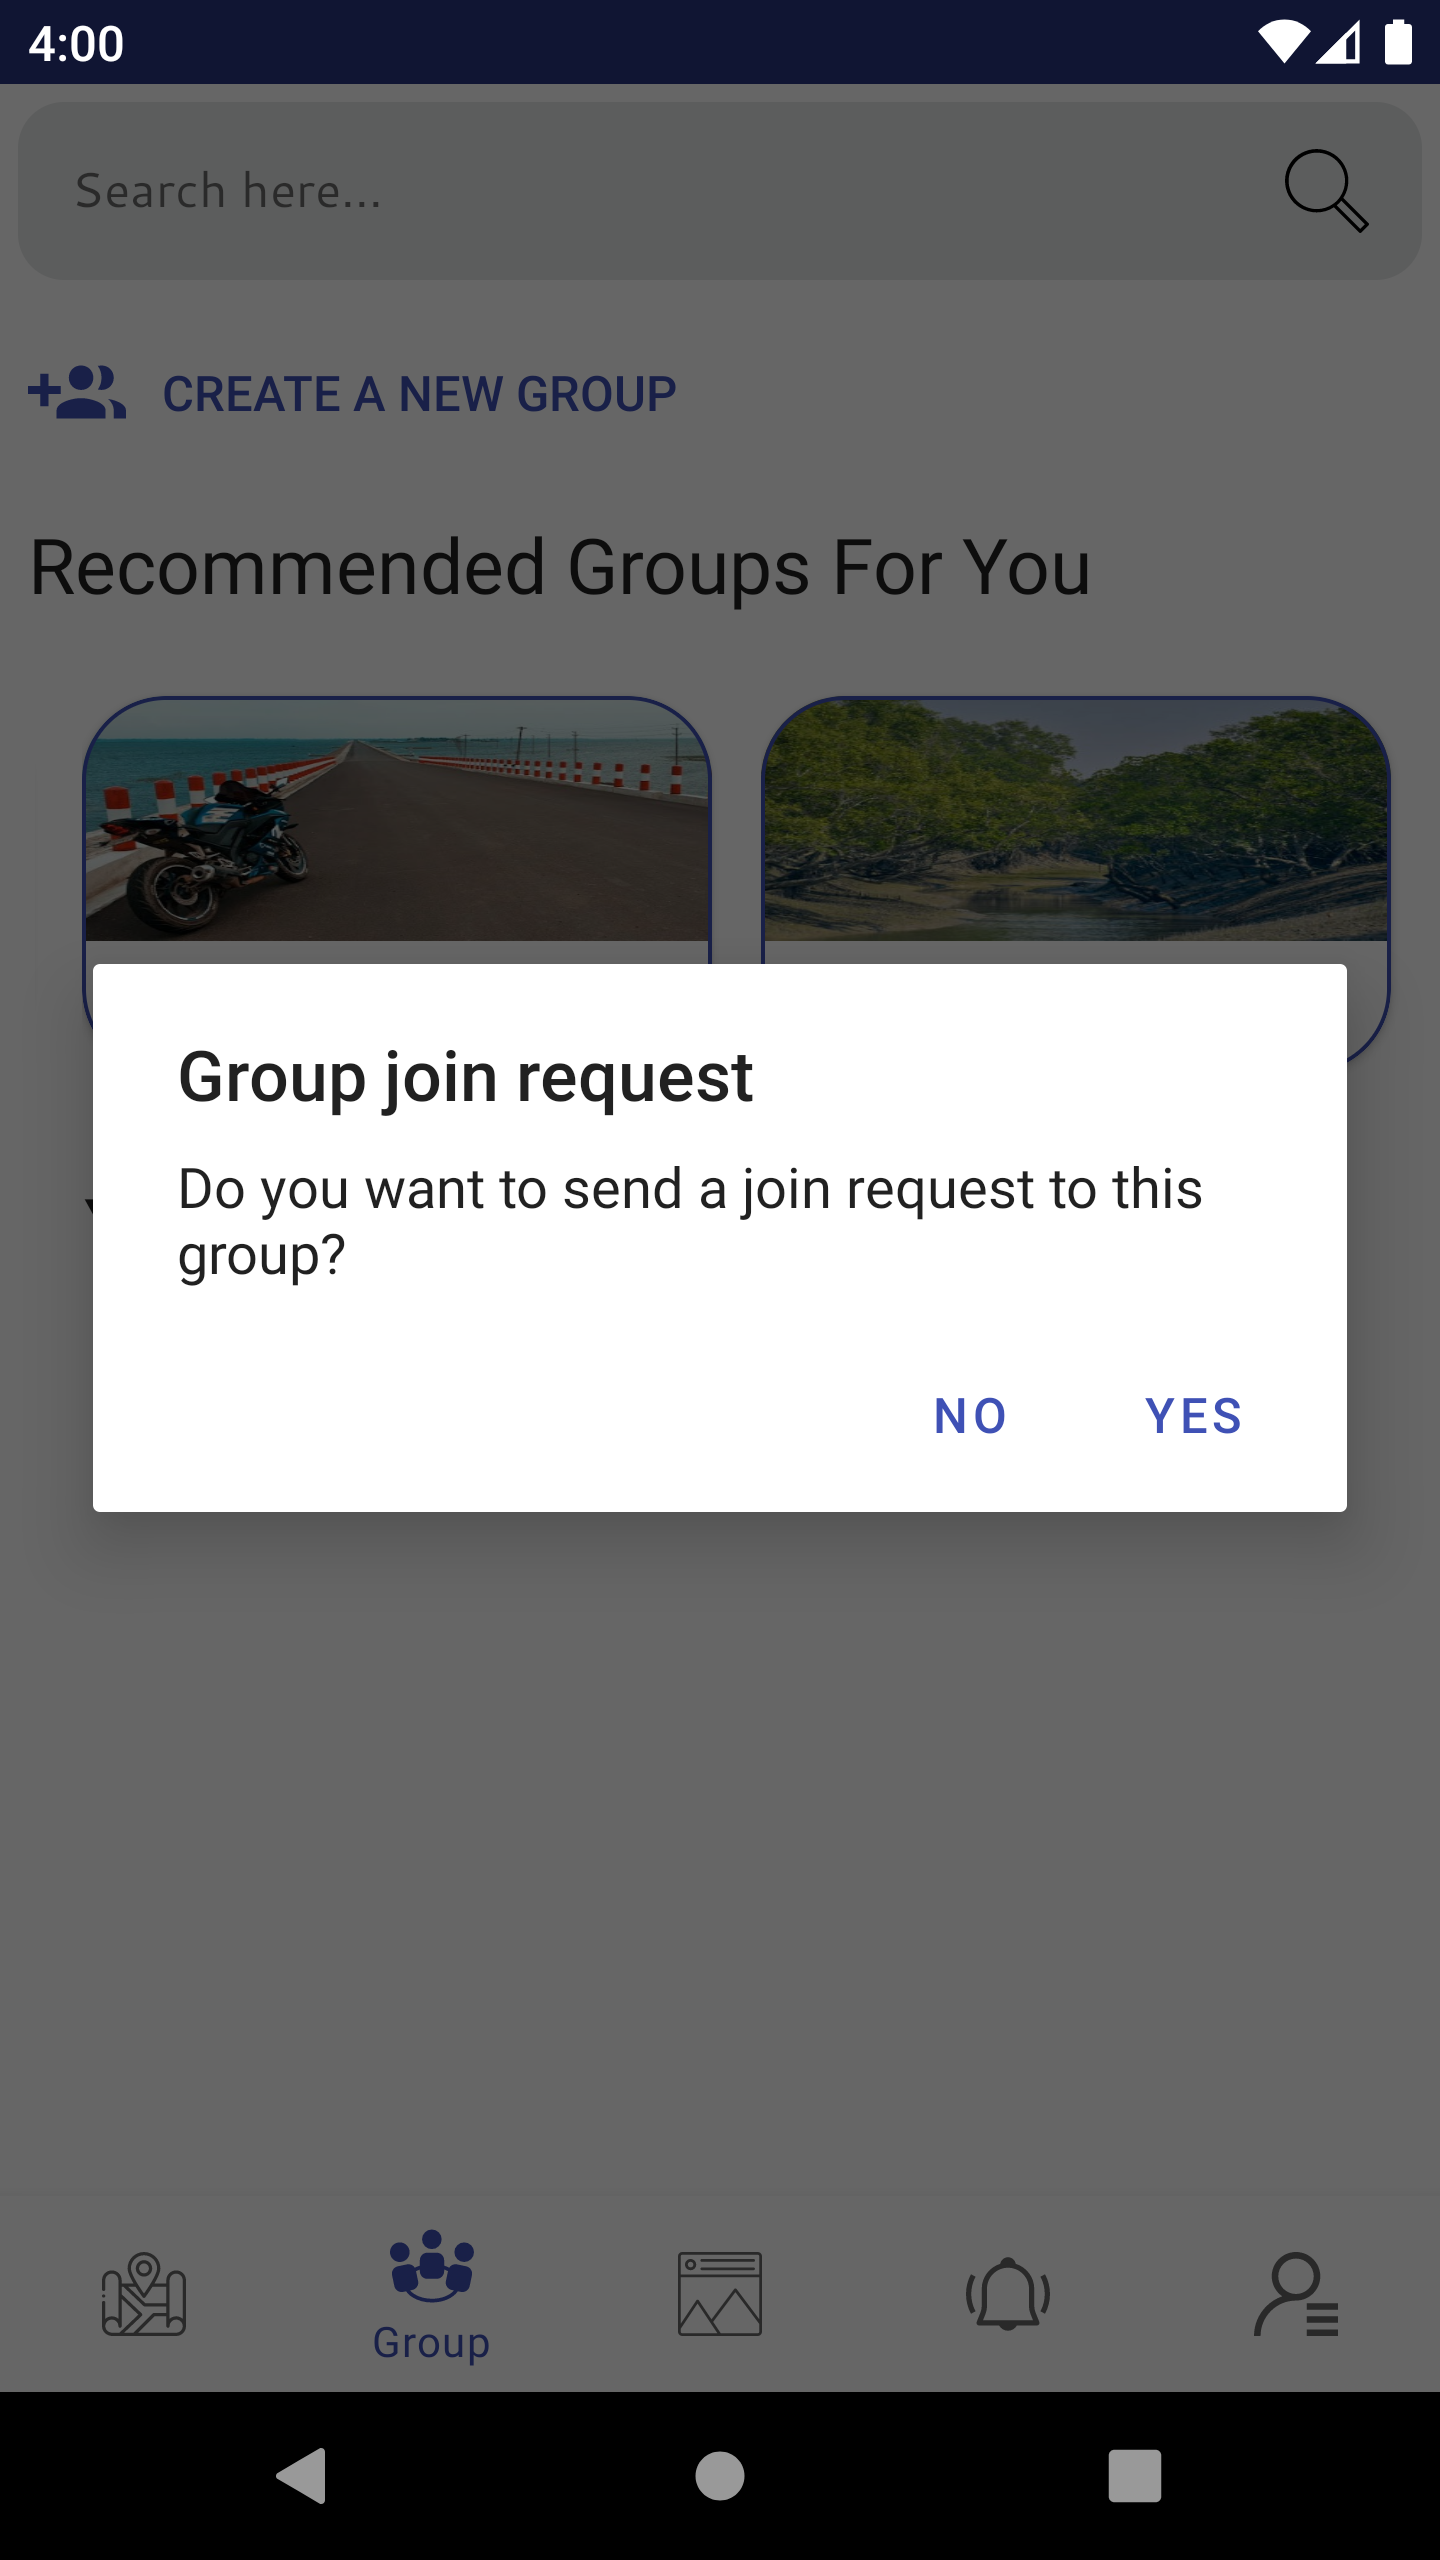 4:00
Search here...
CREATE A NEW GROUP
Recommended Groups For You
Group join request
Do you want to send a join request to this
group?
NO
YES
Group